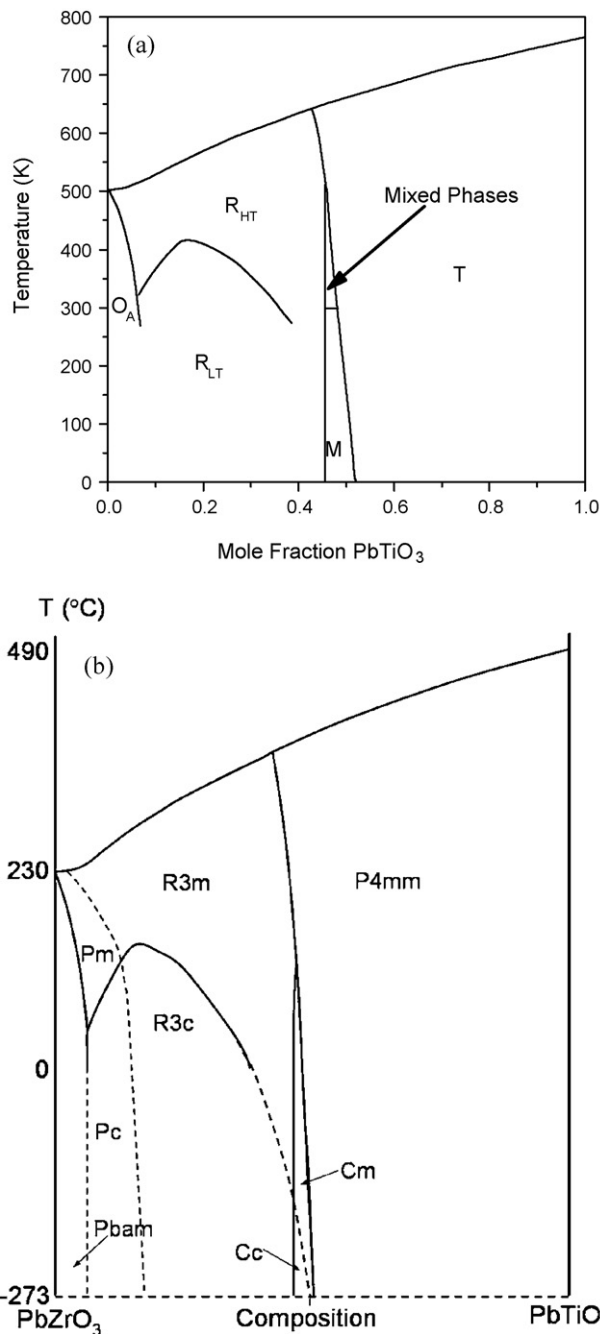 (a)
800
700
600
500
400
300
200
100
0
Temperature (K)
R_HT
Mixed Phases
T
O_A
R_LT
M
0.0 0.2 0.4 0.6 0.8 1.0
Mole Fraction PbTiO3
T (°C)
490
(b)
230
R3m
P4mm
Pm
R3c
0
Pc
Cm
Pbam
Cc
-273
PbZrO3 Composition PbTiO